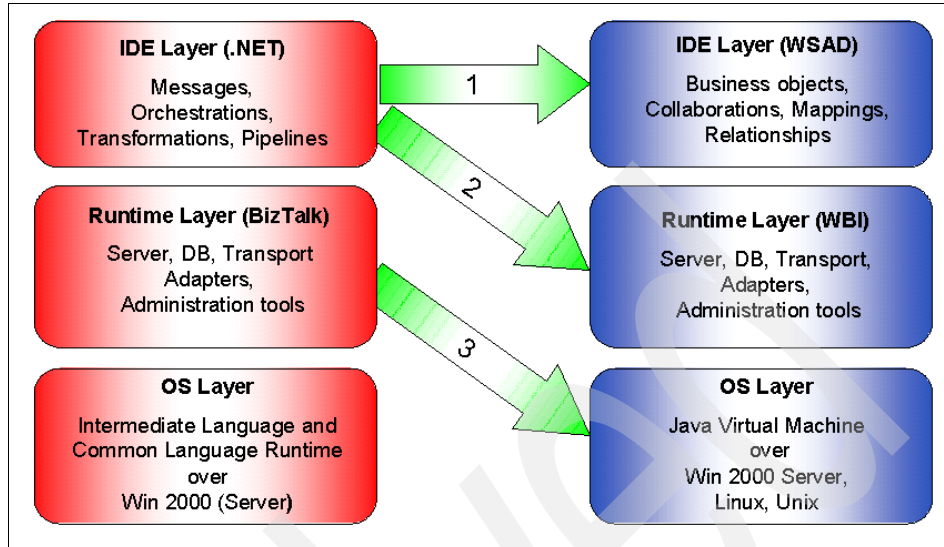 IDE Layer (.NET)
Messages,
Orchestrations,
Transformations, Pipelines
1
IDE Layer (WSAD)
Business objects,
Collaborations, Mappings,
Relationships
2
Runtime Layer (BizTalk)
Server, DB, Transport
Adapters,
Administration tools
Runtime Layer (WBI)
Server, DB, Transport,
Adapters,
Administration tools
3
OS Layer
Intermediate Language and
Common Language Runtime
over
Win 2000 (Server)
OS Layer
Java Virtual Machine
over
Win 2000 Server,
Linux, Unix